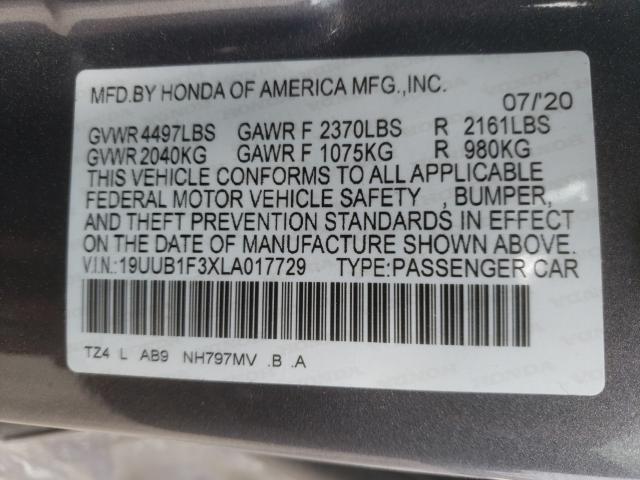 MFD.BY HONDA OF AMERICA MFG.,INC.
07/'20
GVWR 4497LBS GAWR F 2370LBS R 2161LBS
GVWR 2040KG GAWR F 1075KG R 980KG
THIS VEHICLE CONFORMS TO ALL APPLICABLE
FEDERAL MOTOR VEHICLE SAFETY , BUMPER,
AND THEFT PREVENTION STANDARDS IN EFFECT
ON THE DATE OF MANUFACTURE SHOWN ABOVE.
V.I.N.:19UUB1F3XLA017729 TYPE:PASSENGER CAR
TZ4 L AB9 NH797MV .B .A